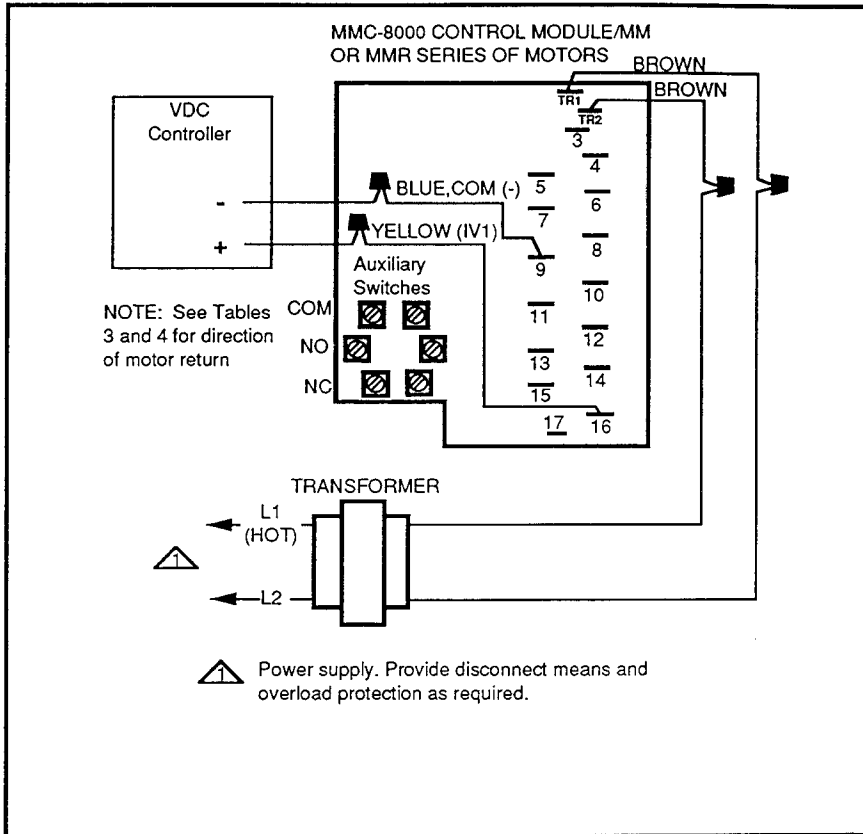 MMC-8000 CONTROL MODULE/MM
OR MMR SERIES OF MOTORS
BROWN
BROWN
VDC
Controller
-
+
TR1
TR2
3
4
5
6
7
8
9
10
11
12
13
14
15
16
17
BLUE,COM (-)
YELLOW (IV1)
Auxiliary
Switches
COM
NO
NC
NOTE: See Tables
3 and 4 for direction
of motor return
TRANSFORMER
L1
(HOT)
L2
1
1 Power supply. Provide disconnect means and
overload protection as required.